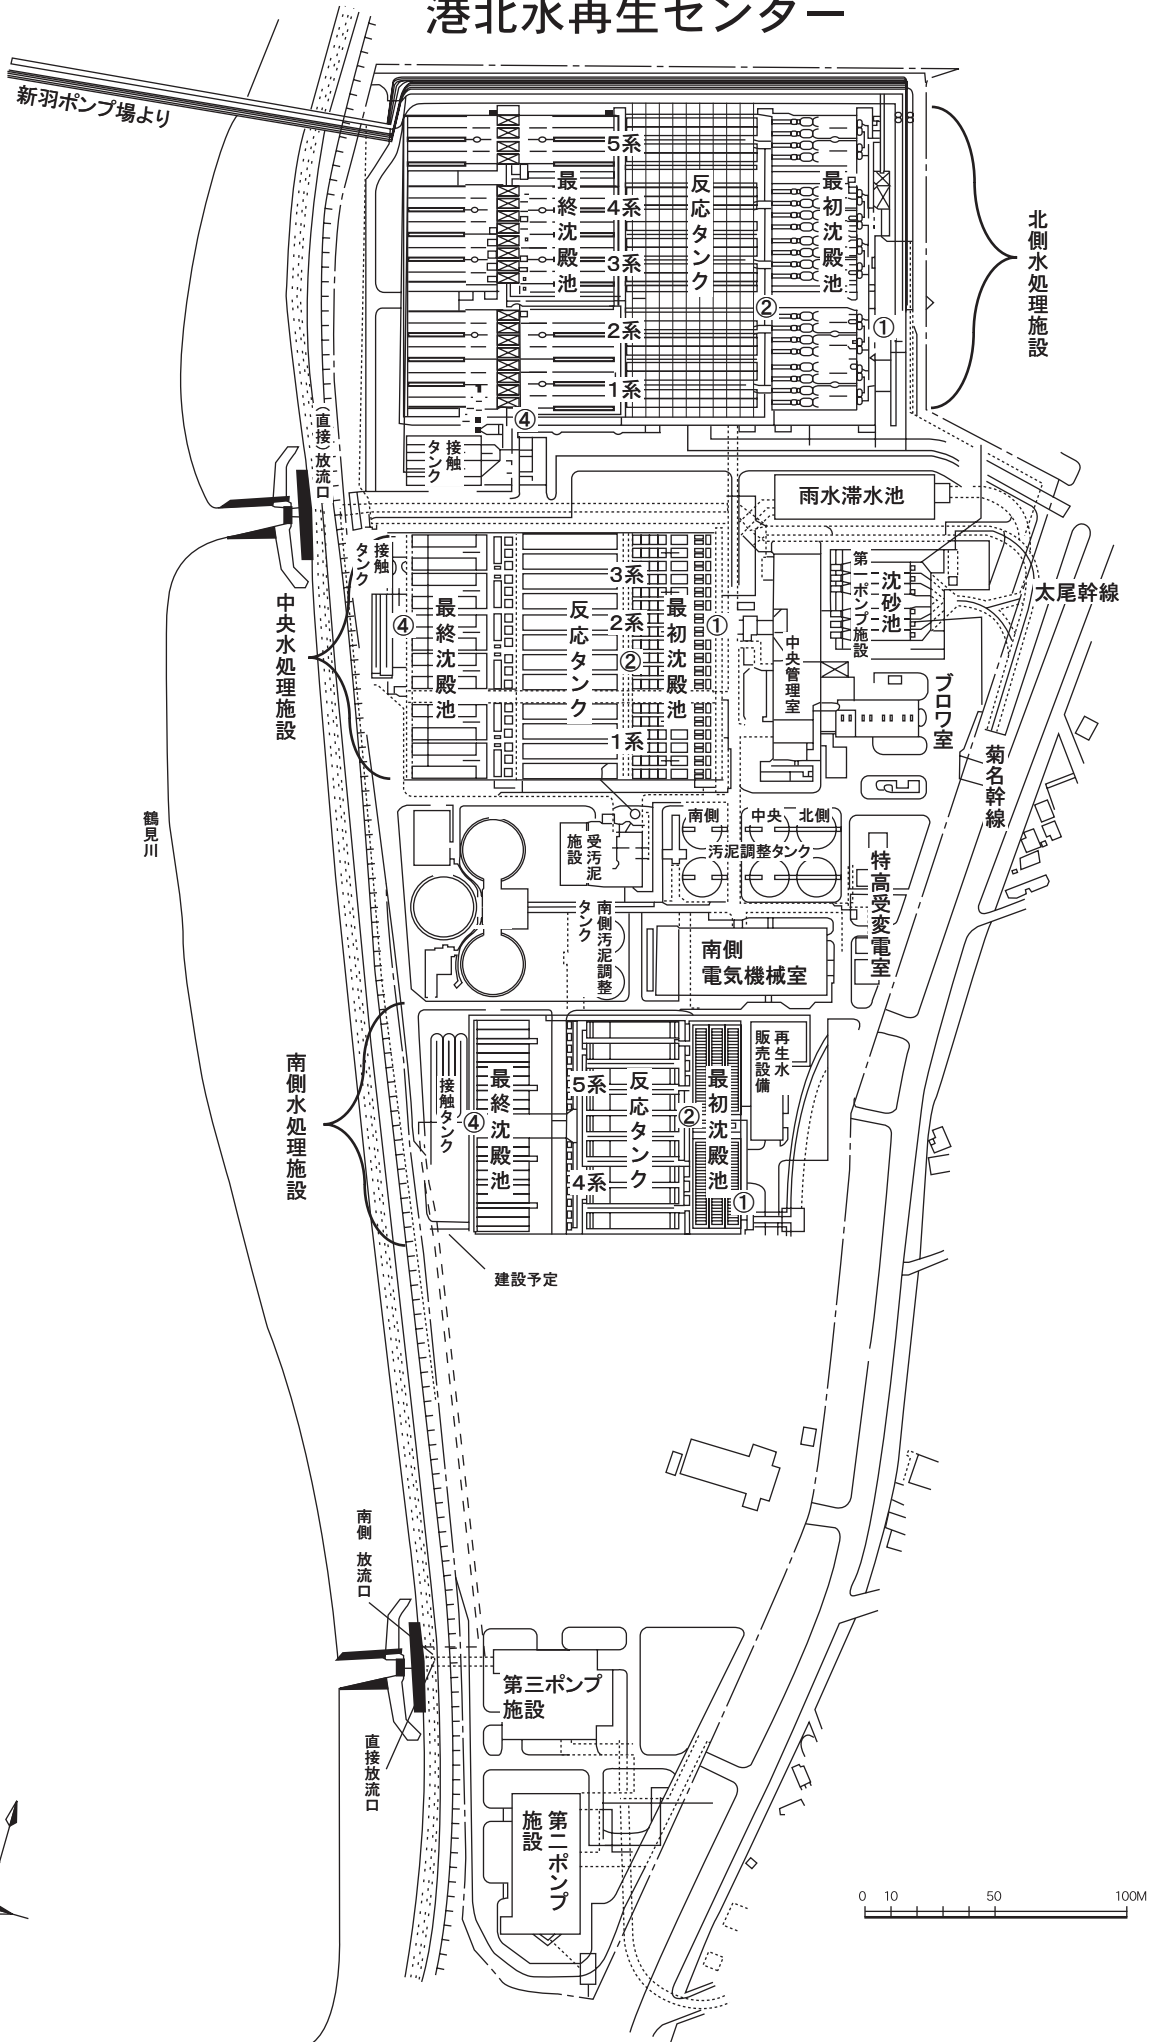 港北水再生センター
新羽ポンプ場より
5系
最終沈殿池
反応タンク
最初沈殿池
4系
3系
北側水処理施設
②
①
2系
1系
④
(直接)放流口
接触
タンク
雨水滞水池
接触
タンク
第一ポンプ施設
沈砂池
太尾幹線
3系
中央水処理施設
④
最終沈殿池
反応タンク
2系
②
最初沈殿池
①
中央管理室
ブロワ室
1系
菊名幹線
鶴見川
受汚泥
施設
南側
中央
北側
汚泥調整タンク
特高受変電室
南側汚泥調整
タンク
南側
電気機械室
南側水処理施設
接触タンク
④
最終沈殿池
5系
反応タンク
②
最初沈殿池
再生水
販売設備
4系
①
建設予定
南側 放流口
第三ポンプ
施設
直接放流口
第二ポンプ
施設
0 10 50 100M